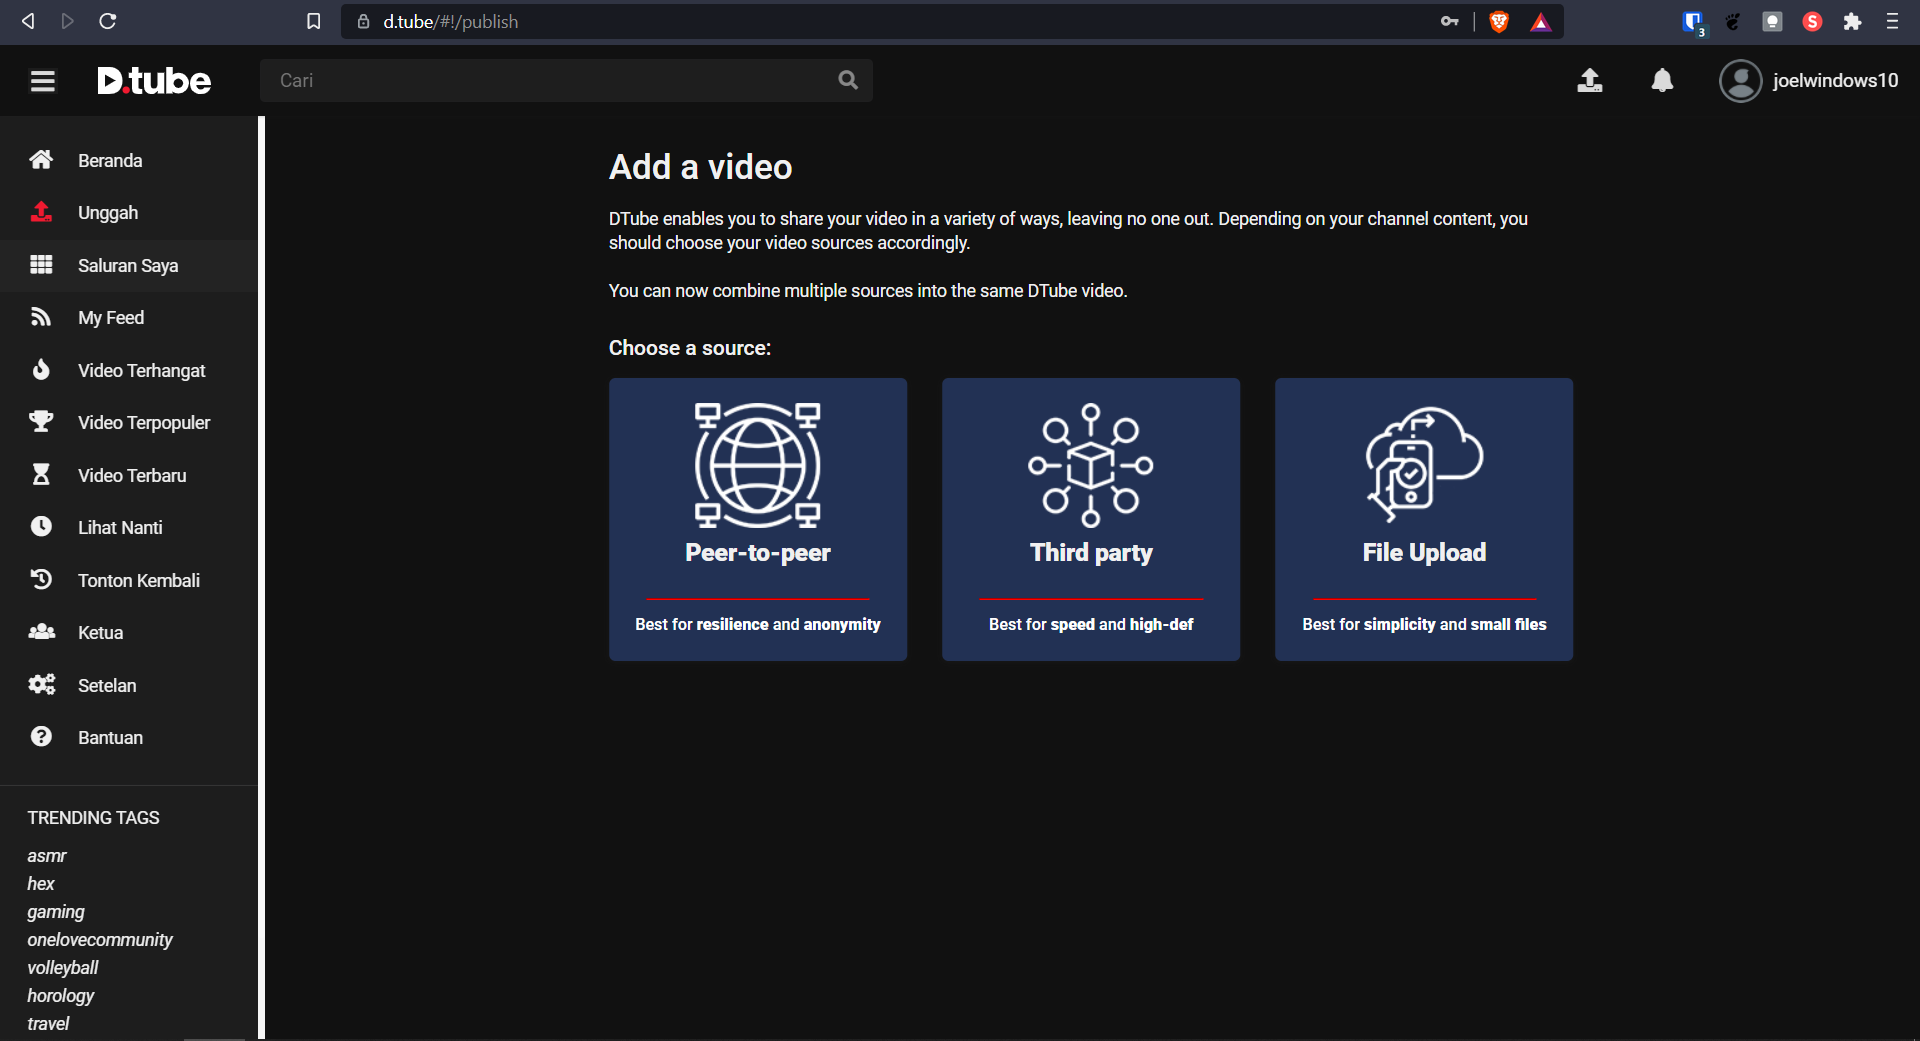 d.tube/#!/publish
3
S
D.tube
Cari
joelwindows10
Beranda
Unggah
Saluran Saya
My Feed
Video Terhangat
Video Terpopuler
Video Terbaru
Lihat Nanti
Tonton Kembali
Ketua
Setelan
Bantuan
TRENDING TAGS
asmr
hex
gaming
onelovecommunity
volleyball
horology
travel
Add a video
DTube enables you to share your video in a variety of ways, leaving no one out. Depending on your channel content, you
should choose your video sources accordingly.
You can now combine multiple sources into the same DTube video.
Choose a source:
Peer-to-peer
Best for resilience and anonymity
Third party
Best for speed and high-def
File Upload
Best for simplicity and small files